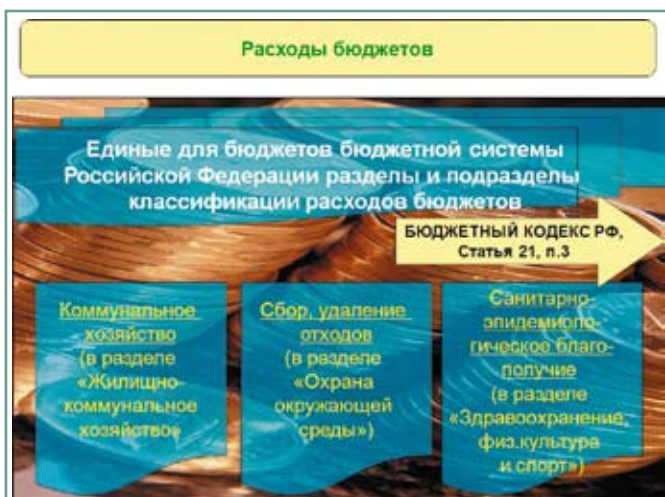 Расходы бюджетов
Единые для бюджетов бюджетной системы
Российской Федерации разделы и подразделы
классификации расходов бюджетов
БЮДЖЕТНЫЙ КОДЕКС РФ,
Статья 21, п.3
Коммунальное
хозяйство
(в разделе
«Жилищно-
коммунальное
хозяйство»
Сбор, удаление
отходов
(в разделе
«Охрана
окружающей
среды»)
Санитарно-
эпидемиоло-
гическое благо-
получие
(в разделе
«Здравоохранение,
физ.культура
и спорт»)